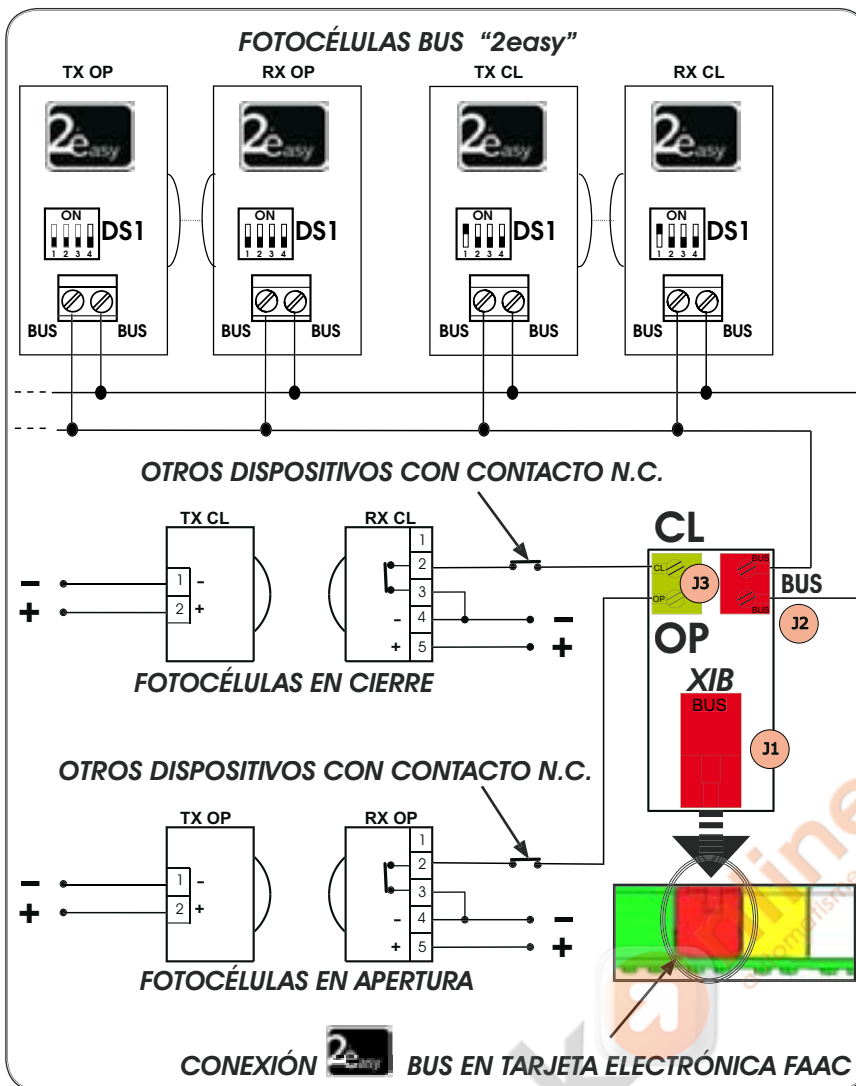 FOTOCÉLULAS BUS “2easy”
TX OP RX OP TX CL RX CL
2easy 2easy 2easy 2easy
ON ON ON ON
DS1 DS1 DS1 DS1
1 2 3 4 1 2 3 4 1 2 3 4 1 2 3 4
BUS BUS BUS BUS BUS BUS BUS BUS
OTROS DISPOSITIVOS CON CONTACTO N.C.
TX CL RX CL
CL
1
2
3
4
5
1 -
2 +
-
+
-
+
-
+
CL BUS
J3
OP BUS
BUS
J2
OP
FOTOCÉLULAS EN CIERRE
XIB
BUS
J1
OTROS DISPOSITIVOS CON CONTACTO N.C.
TX OP RX OP
1
2
3
4
5
1 -
2 +
-
+
-
+
-
+
FOTOCÉLULAS EN APERTURA
CONEXIÓN 2easy BUS EN TARJETA ELECTRÓNICA FAAC